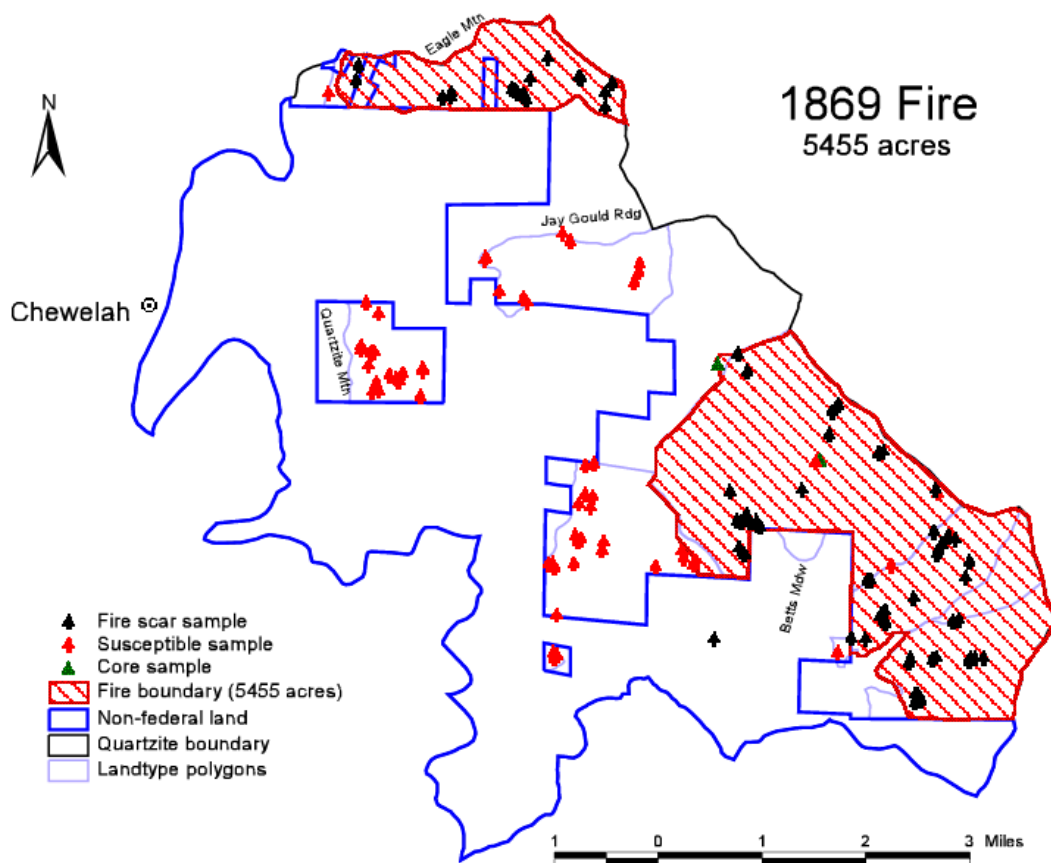 Eagle Mtn
1869 Fire
5455 acres
N
Jay Gould Rdg
Chewelah
Quartzite Mtn
Betts Mdw
Fire scar sample
Susceptible sample
Core sample
Fire boundary (5455 acres)
Non-federal land
Quartzite boundary
Landtype polygons
1 0 1 2 3 Miles